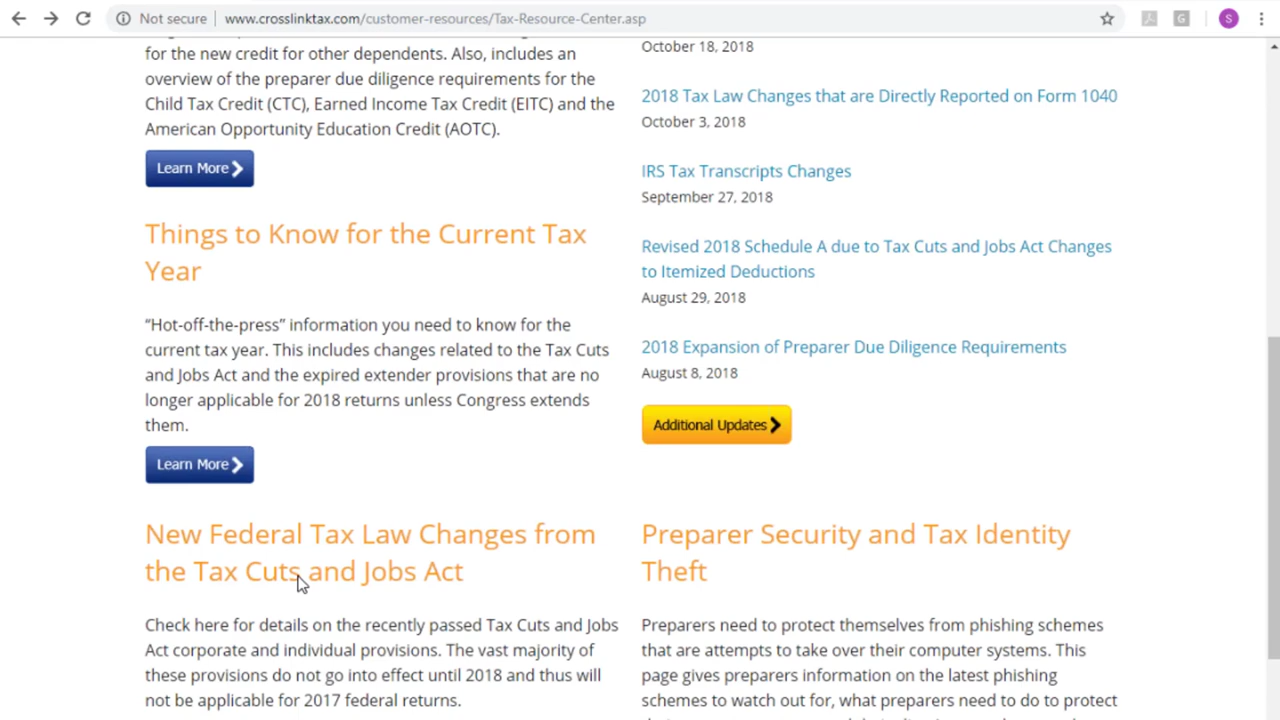 Not secure
www.crosslinktax.com/customer-resources/Tax-Resource-Center.asp
S
for the new credit for other dependents. Also, includes an
overview of the preparer due diligence requirements for the
Child Tax Credit (CTC), Earned Income Tax Credit (EITC) and the
American Opportunity Education Credit (AOTC).
Learn More
Things to Know for the Current Tax
Year
“Hot-off-the-press” information you need to know for the
current tax year. This includes changes related to the Tax Cuts
and Jobs Act and the expired extender provisions that are no
longer applicable for 2018 returns unless Congress extends
them.
Learn More
New Federal Tax Law Changes from
the Tax Cuts and Jobs Act
Check here for details on the recently passed Tax Cuts and Jobs
Act corporate and individual provisions. The vast majority of
these provisions do not go into effect until 2018 and thus will
not be applicable for 2017 federal returns.
October 18, 2018
2018 Tax Law Changes that are Directly Reported on Form 1040
October 3, 2018
IRS Tax Transcripts Changes
September 27, 2018
Revised 2018 Schedule A due to Tax Cuts and Jobs Act Changes
to Itemized Deductions
August 29, 2018
2018 Expansion of Preparer Due Diligence Requirements
August 8, 2018
Additional Updates
Preparer Security and Tax Identity
Theft
Preparers need to protect themselves from phishing schemes
that are attempts to take over their computer systems. This
page gives preparers information on the latest phishing
schemes to watch out for, what preparers need to do to protect